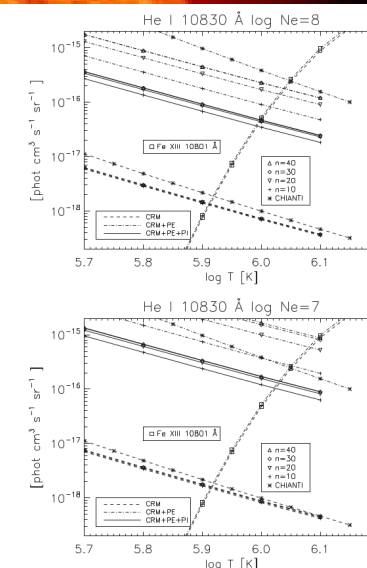 He I 10830 Å log Ne=8
[phot cm³ s⁻¹ sr⁻¹ ]
10⁻¹⁵
10⁻¹⁶
10⁻¹⁷
10⁻¹⁸
□ Fe XIII 10801 Å
n=40
n=30
n=20
n=10
CHIANTI
CRM
CRM+PE
CRM+PE+PI
5.7 5.8 5.9 6.0 6.1
log T [K]
He I 10830 Å log Ne=7
[phot cm³ s⁻¹ sr⁻¹ ]
10⁻¹⁵
10⁻¹⁶
10⁻¹⁷
10⁻¹⁸
□ Fe XIII 10801 Å
n=40
n=30
n=20
n=10
CHIANTI
CRM
CRM+PE
CRM+PE+PI
5.7 5.8 5.9 6.0 6.1
log T [K]